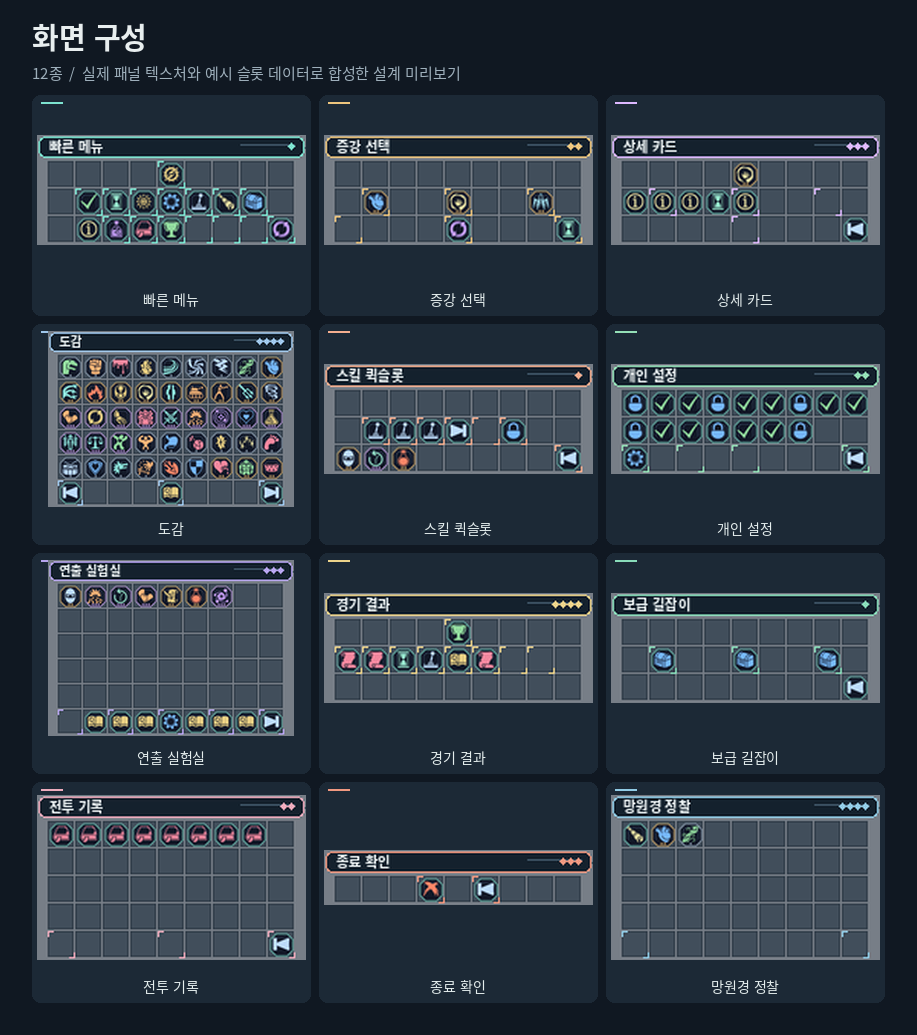 화면 구성
12종 / 실제 패널 텍스처와 예시 슬롯 데이터로 합성한 설계 미리보기
빠른 메뉴
증강 선택
상세 카드
빠른 메뉴
증강 선택
상세 카드
도감
스킬 퀵슬롯
개인 설정
도감
스킬 퀵슬롯
개인 설정
연출 실험실
경기 결과
보급 길잡이
연출 실험실
경기 결과
보급 길잡이
전투 기록
종료 확인
망원경 정찰
전투 기록
종료 확인
망원경 정찰